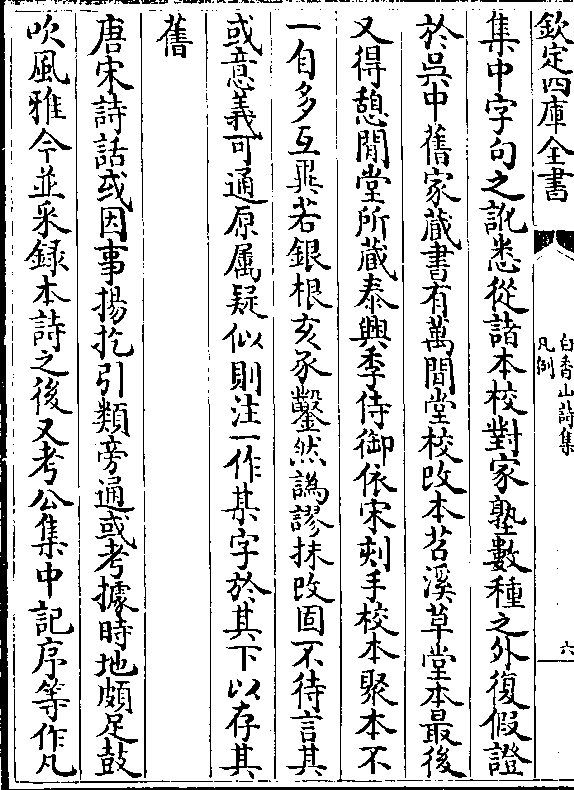 欽定四庫全書
白香山詩集
凡例
六
集中字句之訛悉從諸本校對家塾數種之外復假證
於吳中舊家藏書有萬間堂校改本苕溪草堂本最後
又得憩閒堂所藏泰興季侍御依宋刻手校本聚本不
一自多互異若銀根亥豕鑿然譌謬抹改固不待言其
或意義可通原属疑似則注一作某字於其下以存其
舊
唐宋詩話或因事揚扢引類旁通或考據時地頗足鼓
吹風雅今並采録本詩之後又考公集中記序等作凡